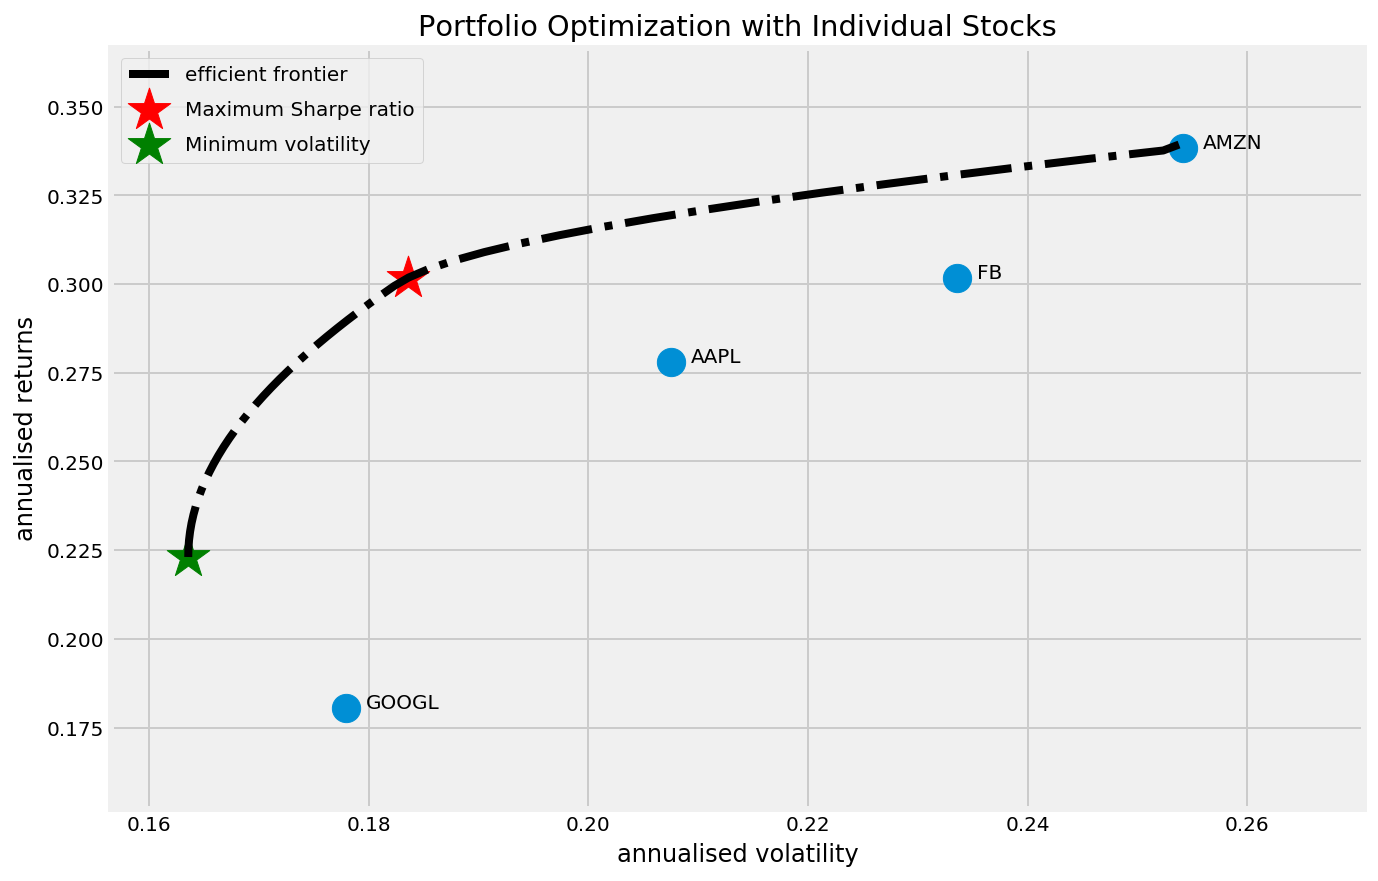 Portfolio Optimization with Individual Stocks
efficient frontier
Maximum Sharpe ratio
Minimum volatility
0.350
0.325
0.300
0.275
0.250
0.225
0.200
0.175
annualised returns
AMZN
FB
AAPL
GOOGL
0.16 0.18 0.20 0.22 0.24 0.26
annualised volatility